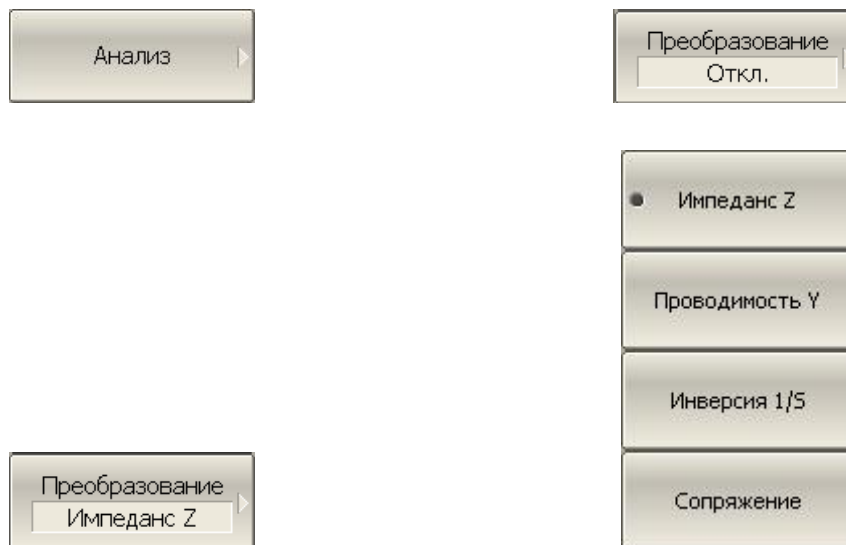 Анализ
Преобразование
Откл.
Импеданс Z
Проводимость Y
Инверсия 1/S
Сопряжение
Преобразование
Импеданс Z